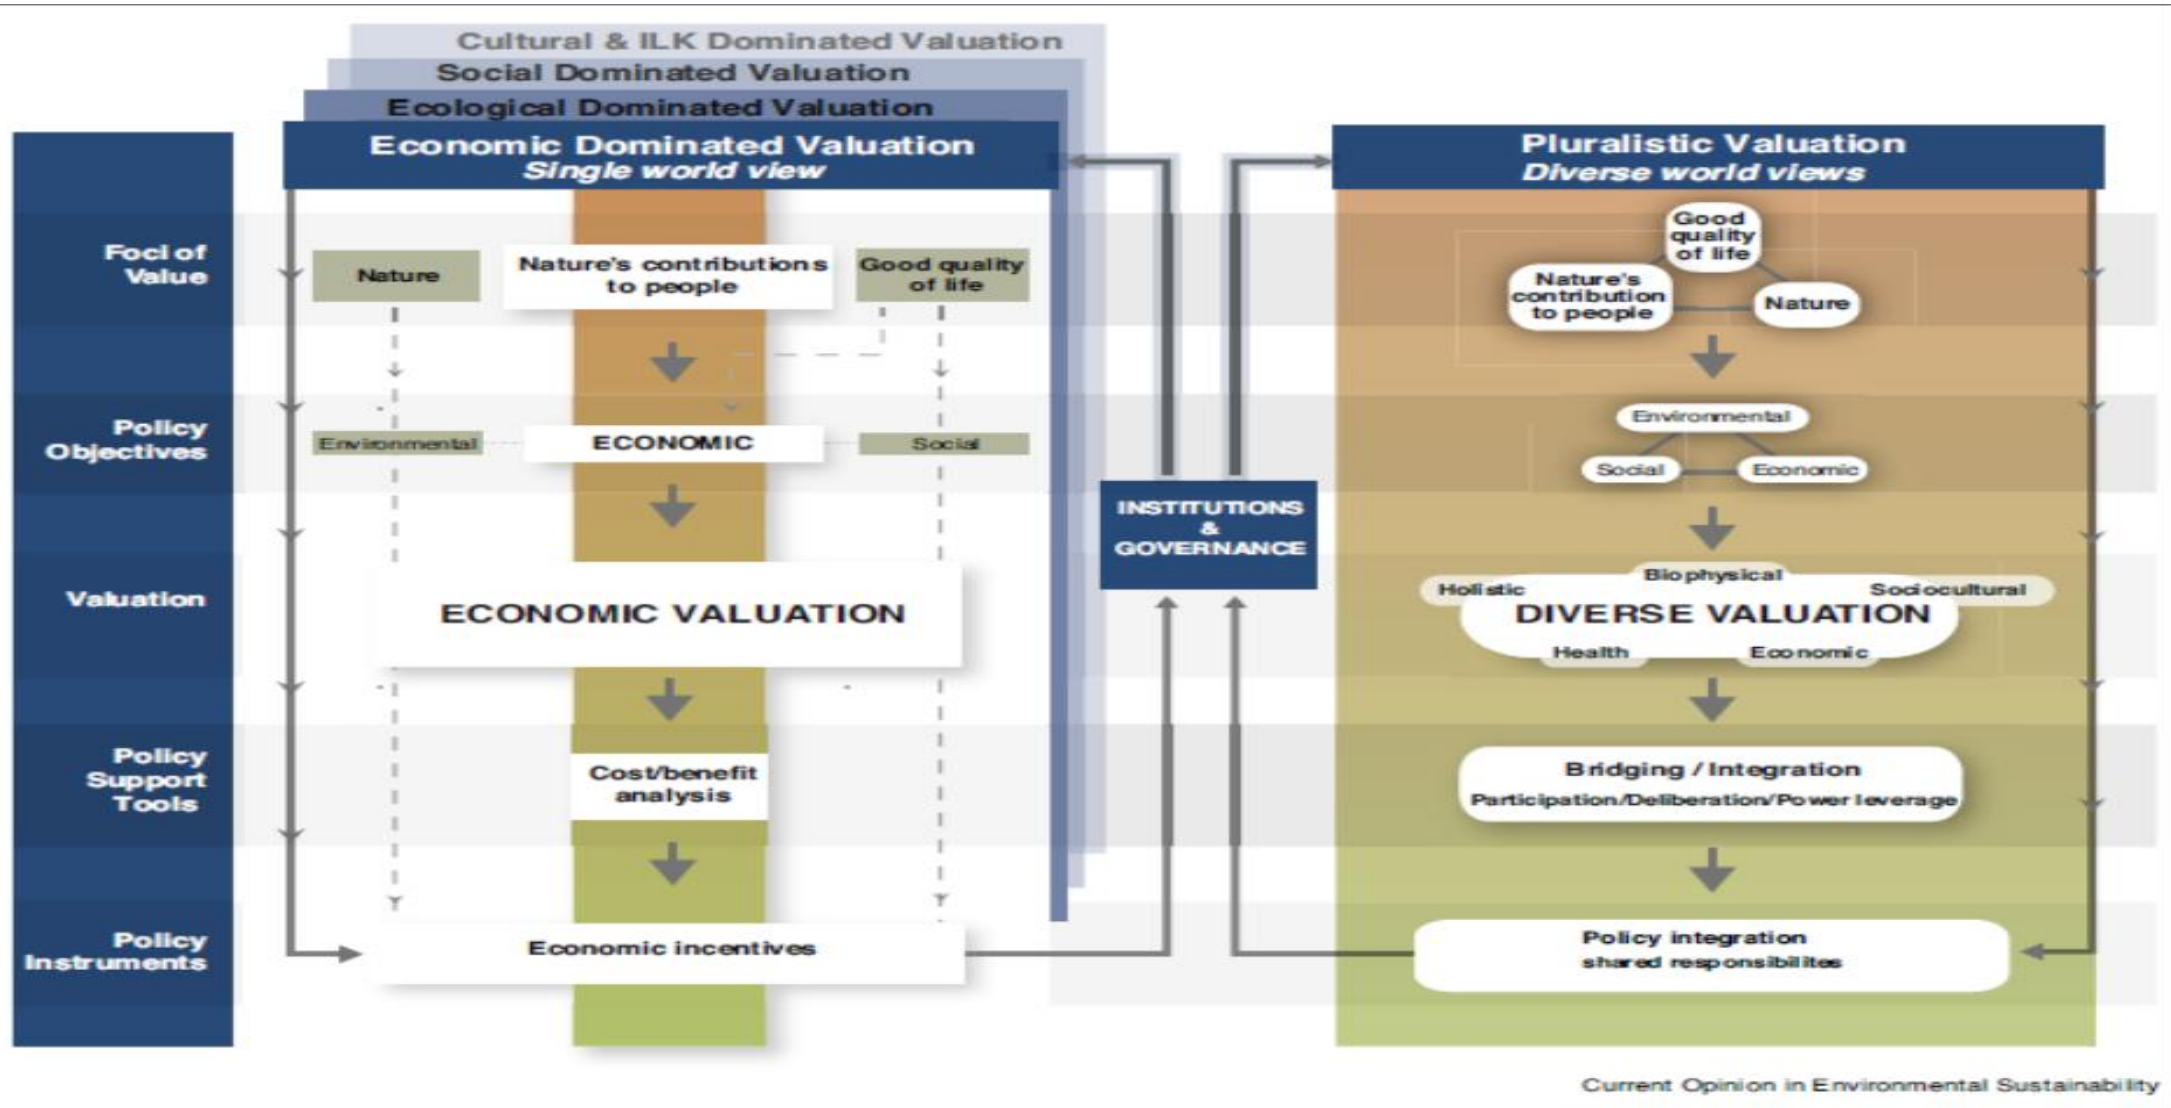 Cultural & ILK Dominated Valuation
Social Dominated Valuation
Ecological Dominated Valuation
Economic Dominated Valuation
Single world view
Pluralistic Valuation
Diverse world views
Foci of
Value
Nature
Nature's contributions
to people
Good quality
of life
Good
quality
of life
Nature's
contribution
to people
Nature
Policy
Objectives
Environmental
ECONOMIC
Social
Environmental
Social
Economic
INSTITUTIONS
&
GOVERNANCE
Valuation
ECONOMIC VALUATION
Holistic
Biophysical
Sociocultural
DIVERSE VALUATION
Health
Economic
Policy
Support
Tools
Cost/benefit
analysis
Bridging / Integration
Participation/Deliberation/Power leverage
Policy
Instruments
Economic incentives
Policy integration
shared responsibilites
Current Opinion in Environmental Sustainability